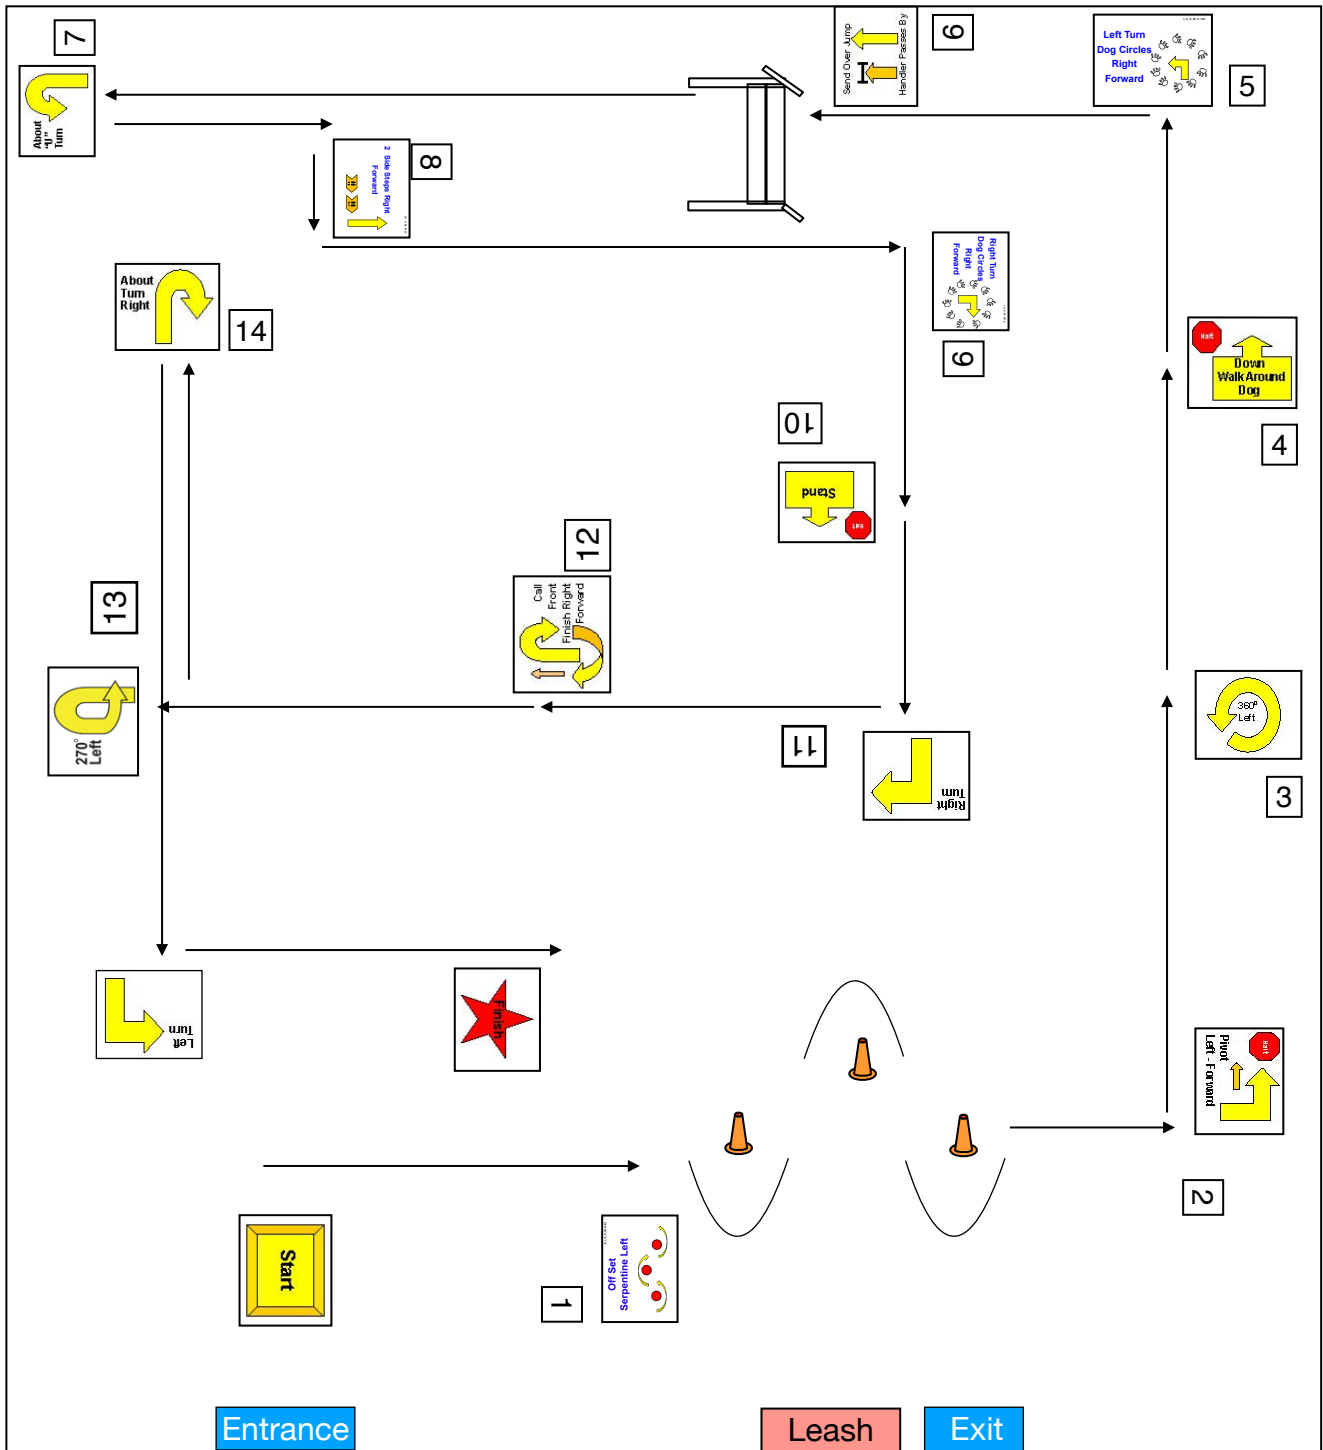 7
About
"U"
Turn
Send Over Jump
Handler Passes By
6
Left Turn
Dog Circles
Right
Forward
5
2 Side Steps Right
Forward
8
Right Turn
Dog Circles
Right
Forward
9
About
Turn
Right
14
Halt
Down
Walk Around
Dog
4
10
Stand
Halt
12
Call
Front
Finish Right
Forward
13
270°
Left
11
Right
Turn
360º
Left
3
Left
Turn
Finish
Halt
Pivot
Left - Forward
2
Start
1
Off Set
Serpentine Left
Entrance
Leash
Exit